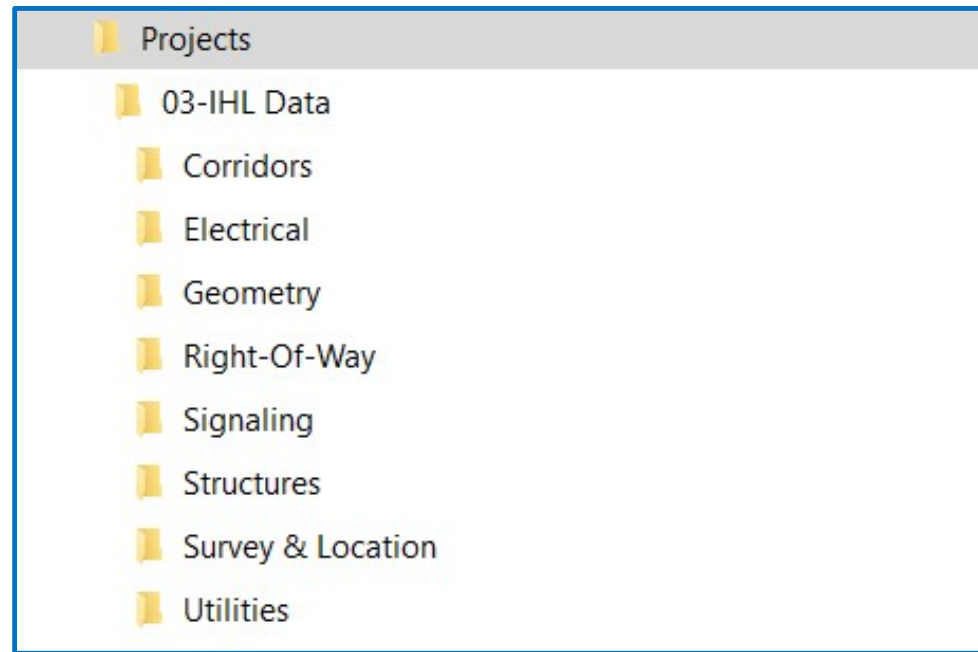 Projects
03-IHL Data
Corridors
Electrical
Geometry
Right-Of-Way
Signaling
Structures
Survey & Location
Utilities